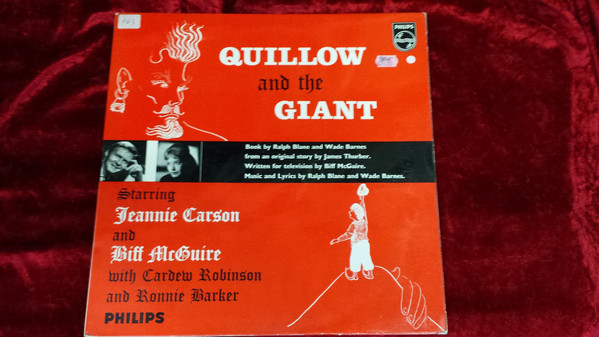 PHILIPS
QUILLOW
and the
GIANT
Book by Ralph Blane and Wade Barnes
from an original story by James Thurber.
Written for television by Biff McGuire.
Music and Lyrics by Ralph Blane and Wade Barnes.
Starring
Jeannie Carson
and
Biff McGuire
with Cardew Robinson
and Ronnie Barker
PHILIPS